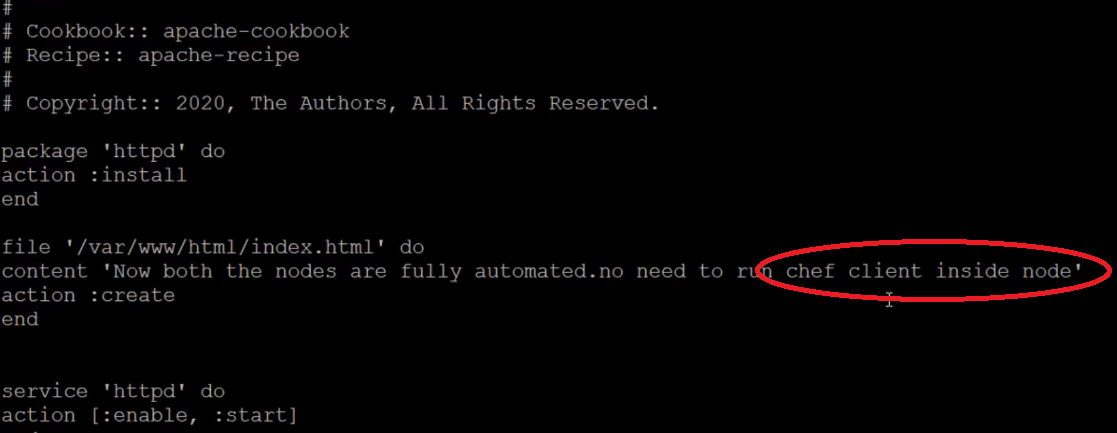 #
# Cookbook:: apache-cookbook
# Recipe:: apache-recipe
#
# Copyright:: 2020, The Authors, All Rights Reserved.
package 'httpd' do
action :install
end
file '/var/www/html/index.html' do
content 'Now both the nodes are fully automated.no need to run chef client inside node'
action :create
end
service 'httpd' do
action [:enable, :start]